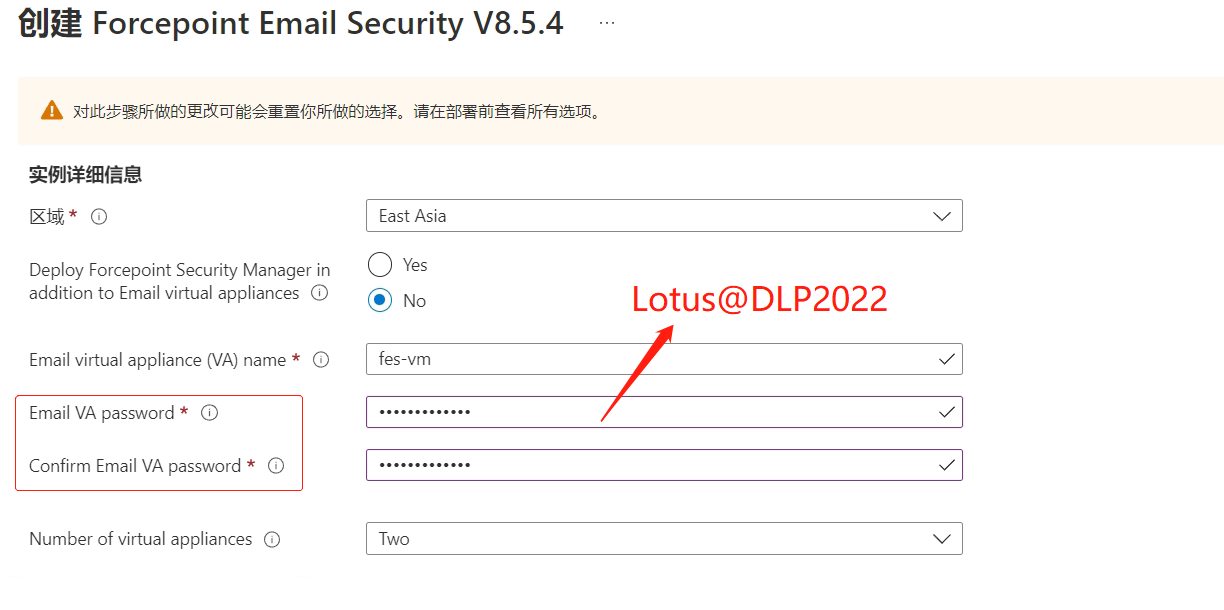 创建 Forcepoint Email Security V8.5.4 ...
对此步骤所做的更改可能会重置你所做的选择。请在部署前查看所有选项。
实例详细信息
区域 *
East Asia
Deploy Forcepoint Security Manager in
addition to Email virtual appliances
Yes
No
Lotus@DLP2022
Email virtual appliance (VA) name *
fes-vm
Email VA password *
•••••••••••••
Confirm Email VA password *
•••••••••••••
Number of virtual appliances
Two